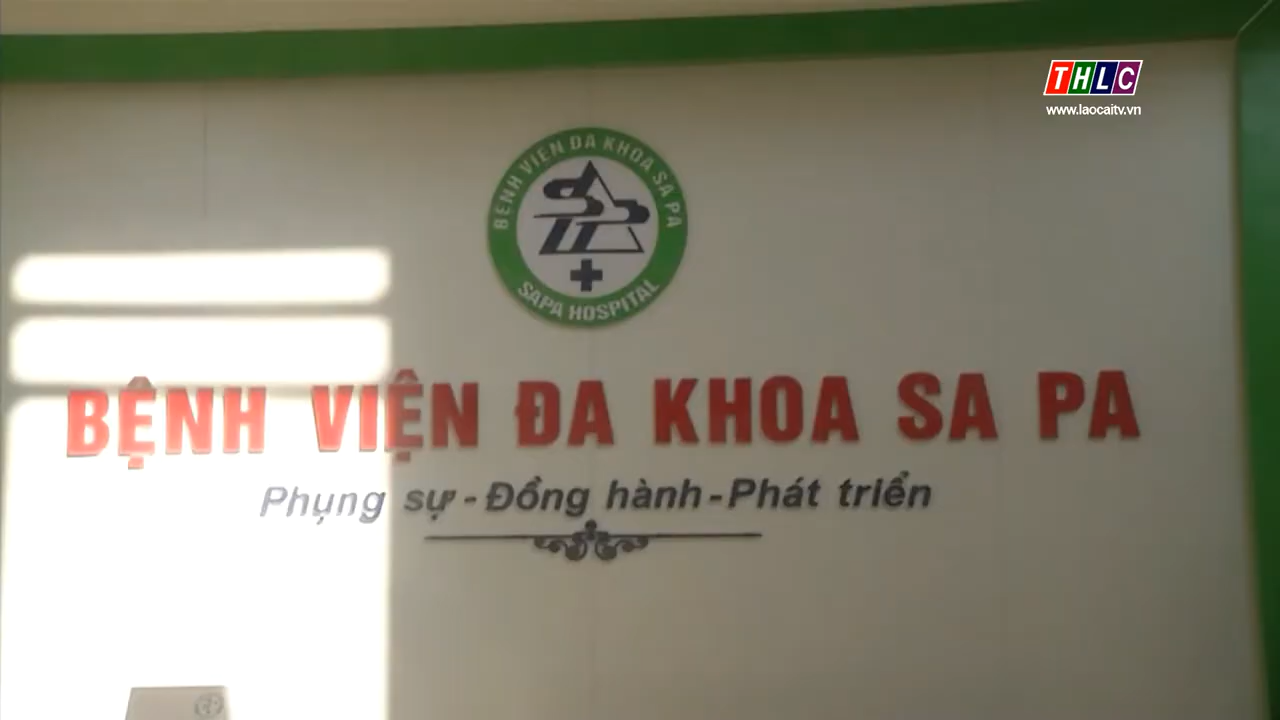 THLC
www.laocaitv.vn
BỆNH VIỆN ĐA KHOA SA PA
SAPA HOSPITAL
BỆNH VIỆN ĐA KHOA SA PA
Phụng sự - Đồng hành - Phát triển